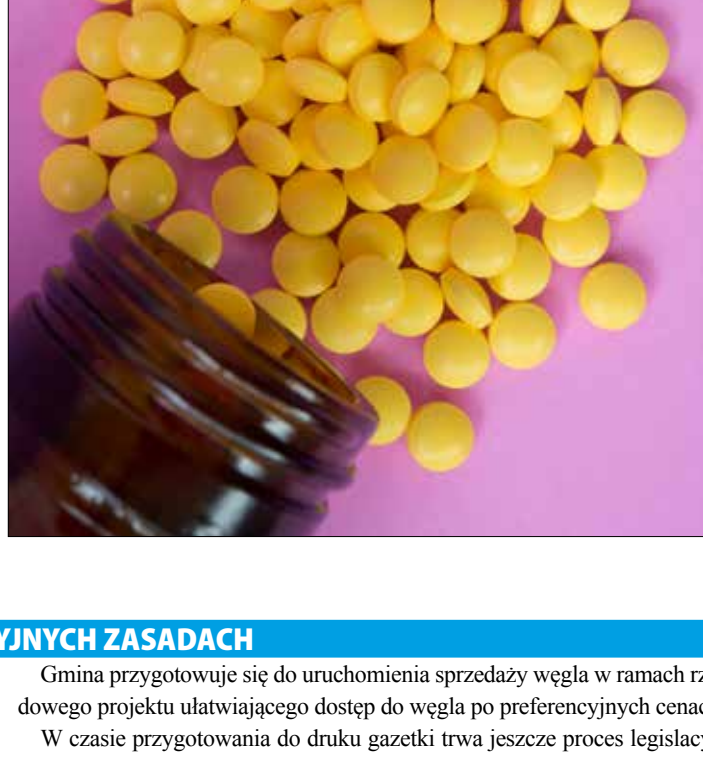 YJNYCH ZASADACH
Gmina przygotowuje się do uruchomienia sprzedaży węgla w ramach rz
dowego projektu ułatwiającego dostęp do węgla po preferencyjnych cenac
W czasie przygotowania do druku gazetki trwa jeszcze proces legislacy